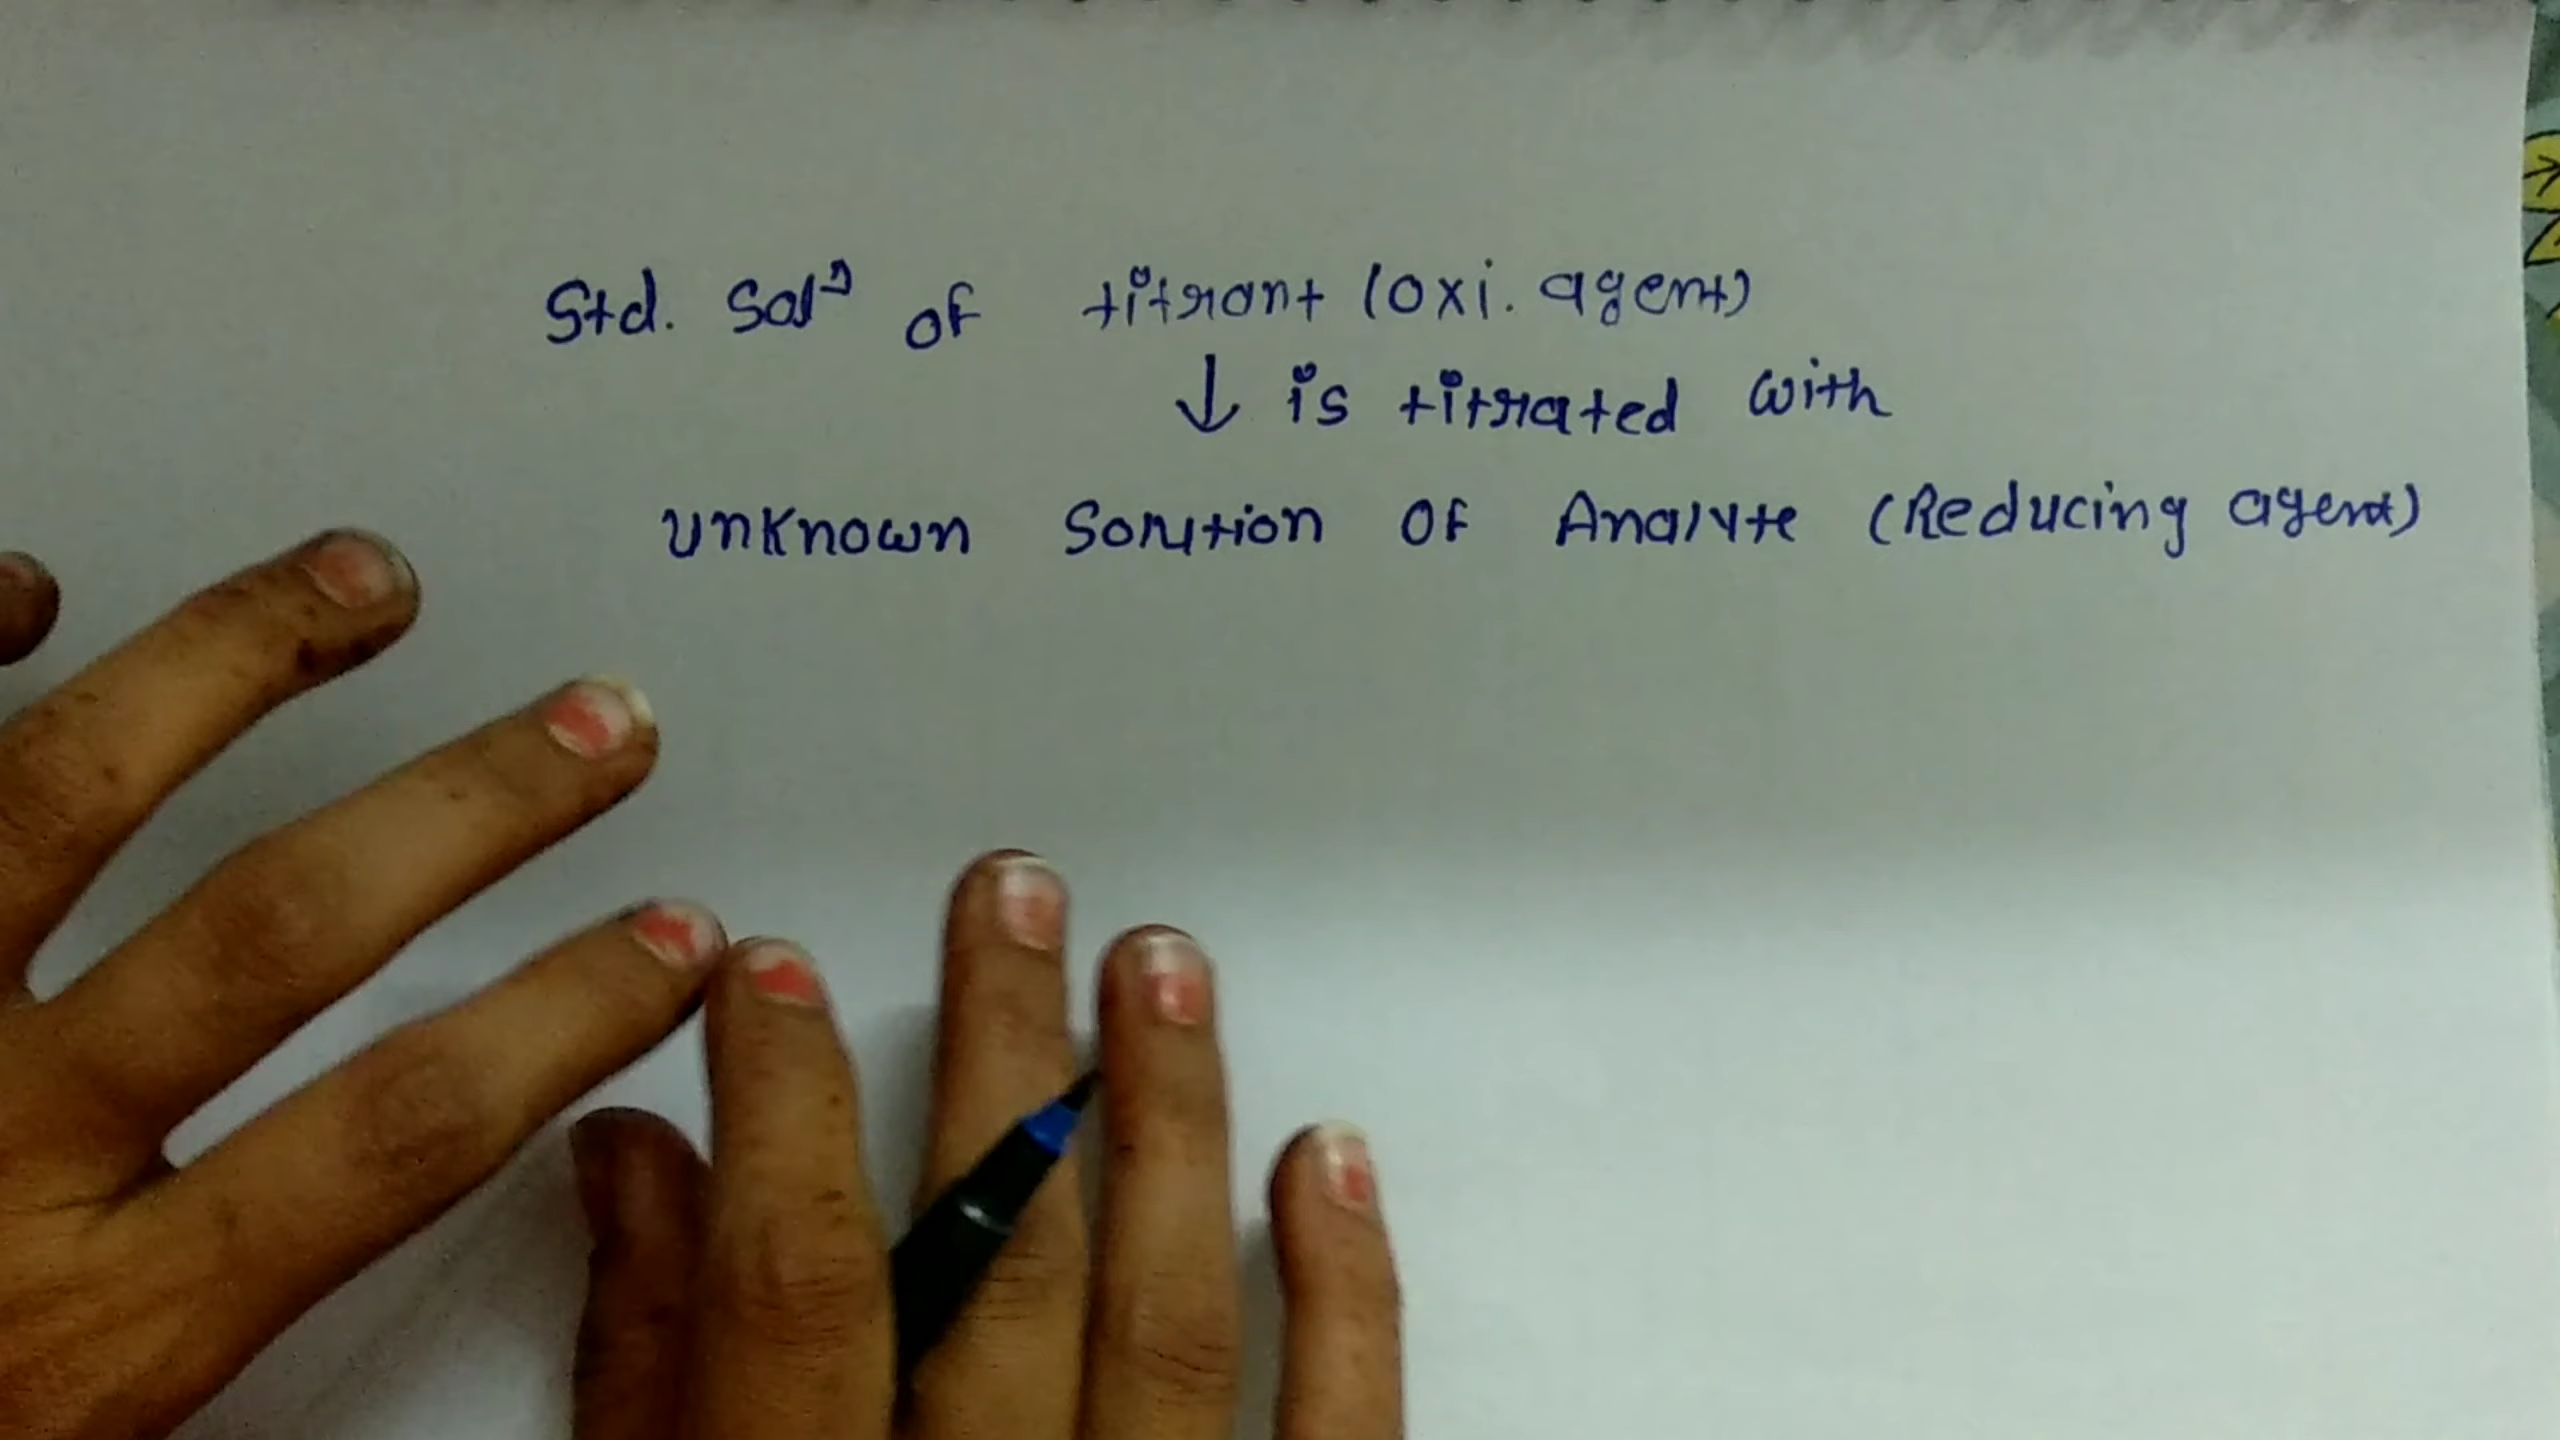 Std. Solⁿ of titrant (oxi. agent)
↓ is titrated with
unknown Solution of Analyte (Reducing agent)